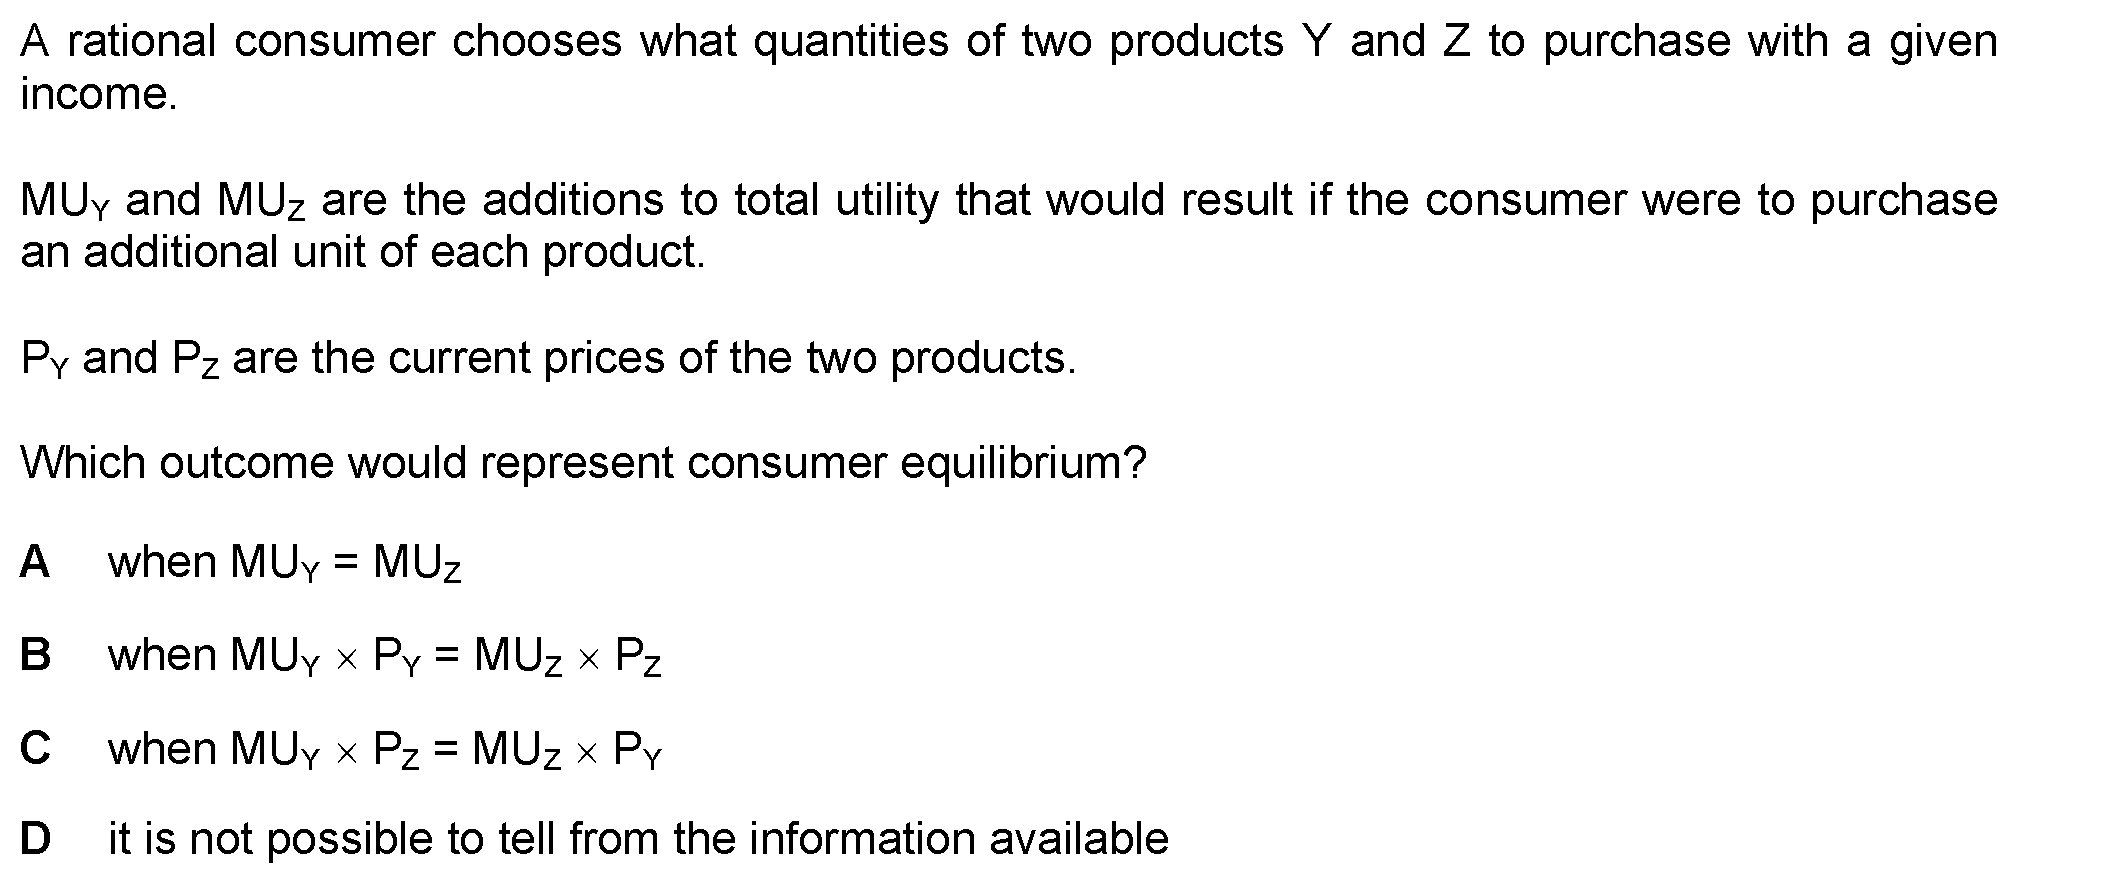 A rational consumer chooses what quantities of two products Y and Z to purchase with a given
income.
MU_Y and MU_Z are the additions to total utility that would result if the consumer were to purchase
an additional unit of each product.
P_Y and P_Z are the current prices of the two products.
Which outcome would represent consumer equilibrium?
A when MU_Y = MU_Z
B when MU_Y × P_Y = MU_Z × P_Z
C when MU_Y × P_Z = MU_Z × P_Y
D it is not possible to tell from the information available